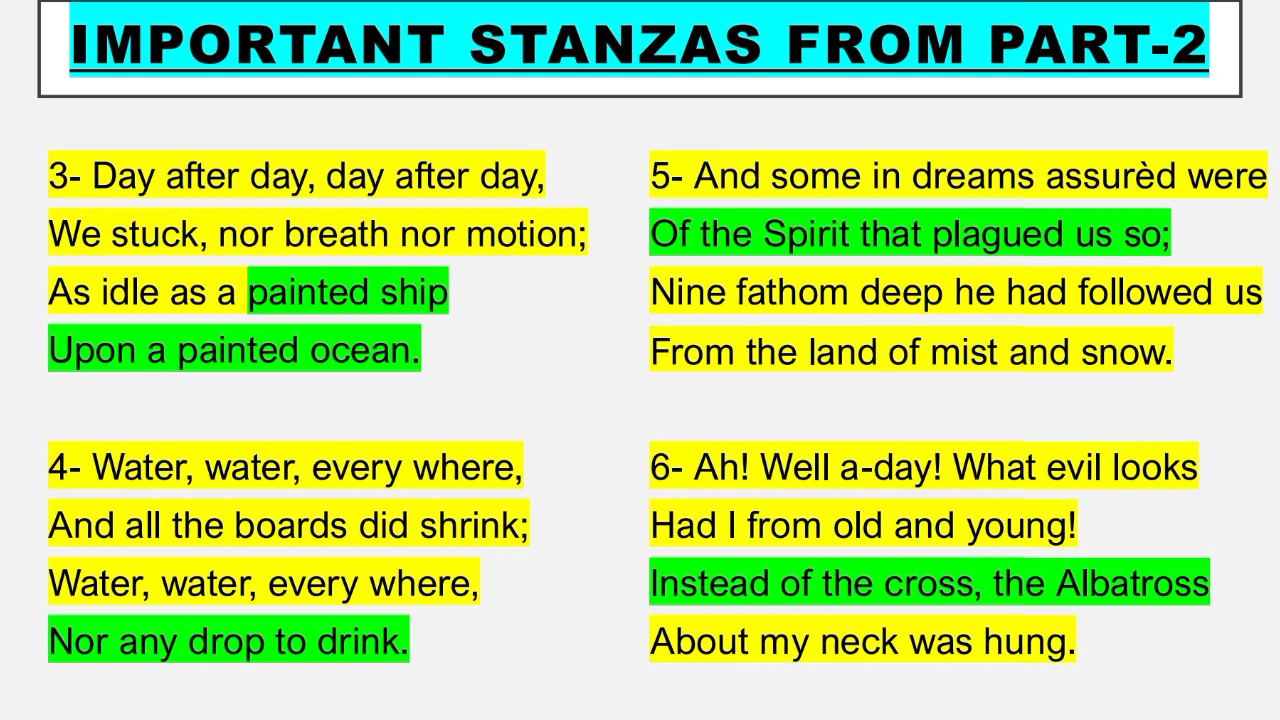 IMPORTANT STANZAS FROM PART-2
3- Day after day, day after day,
We stuck, nor breath nor motion;
As idle as a painted ship
Upon a painted ocean.
4- Water, water, every where,
And all the boards did shrink;
Water, water, every where,
Nor any drop to drink.
5- And some in dreams assurèd were
Of the Spirit that plagued us so;
Nine fathom deep he had followed us
From the land of mist and snow.
6- Ah! Well a-day! What evil looks
Had I from old and young!
Instead of the cross, the Albatross
About my neck was hung.